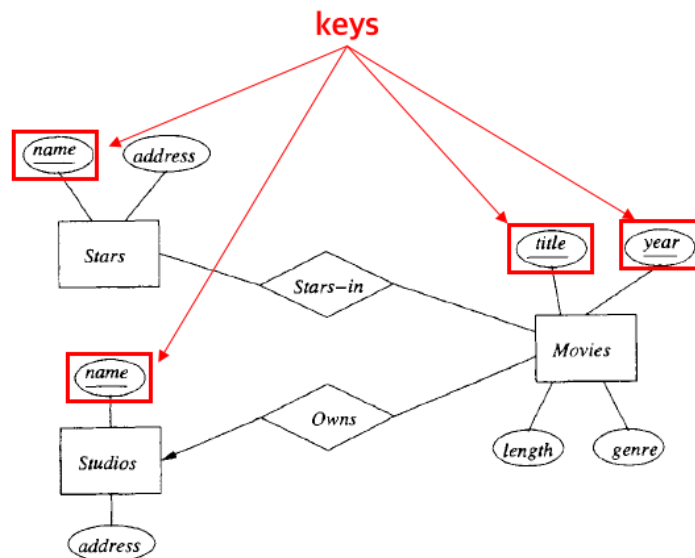 keys
name
address
title
year
Stars
Stars-in
Movies
name
Owns
length
genre
Studios
address